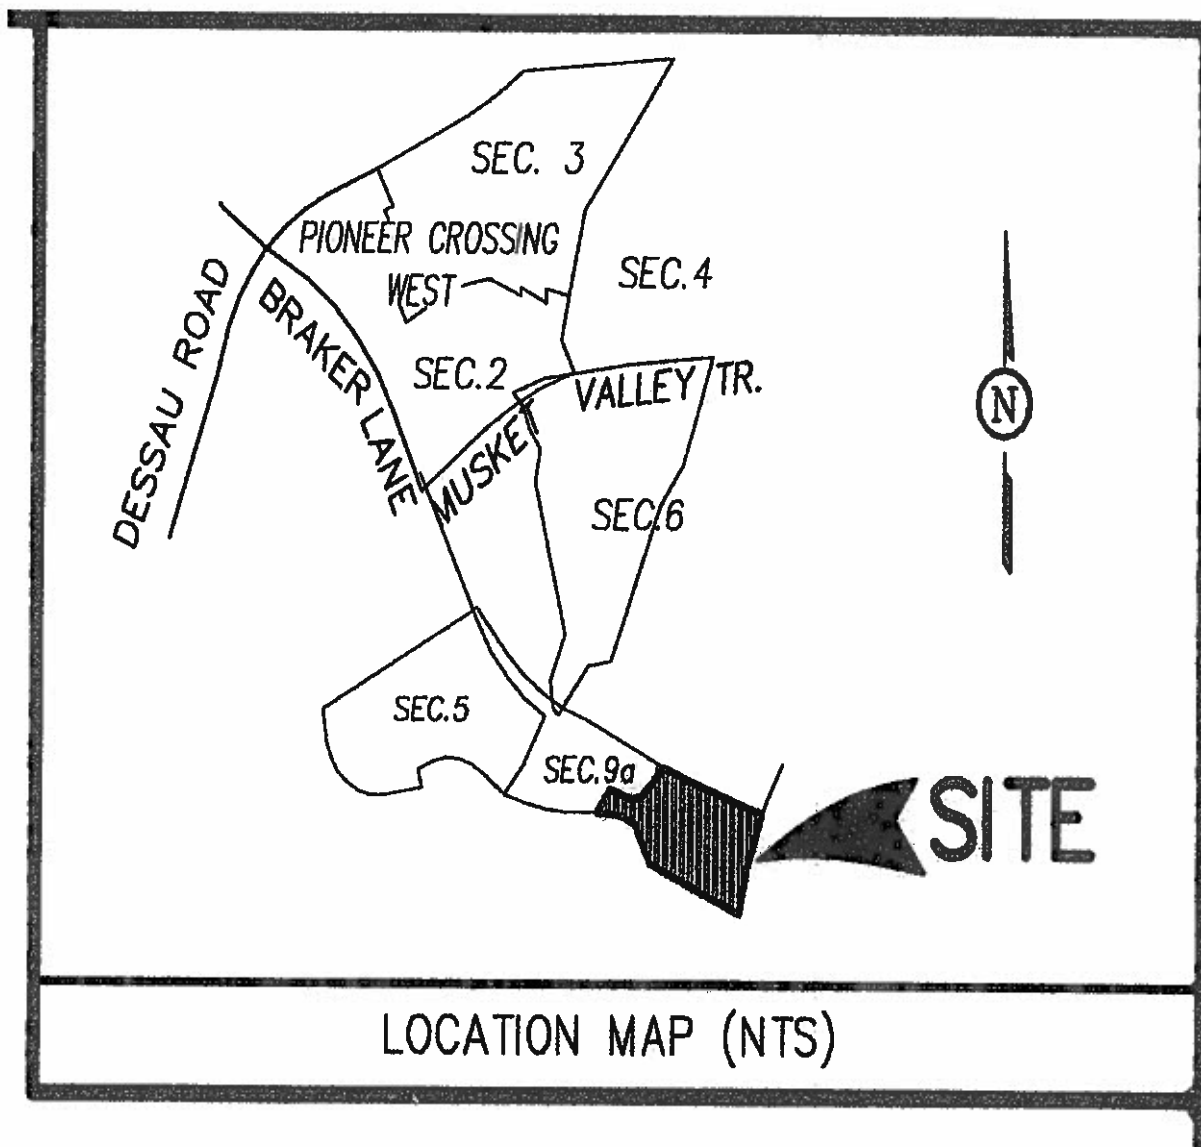 SEC. 3
PIONEER CROSSING
WEST
SEC. 4
DESSAU ROAD
BRAKER LANE
SEC.2
MUSKET
VALLEY TR.
N
SEC.6
SEC.5
SEC.9a
SITE
LOCATION MAP (NTS)